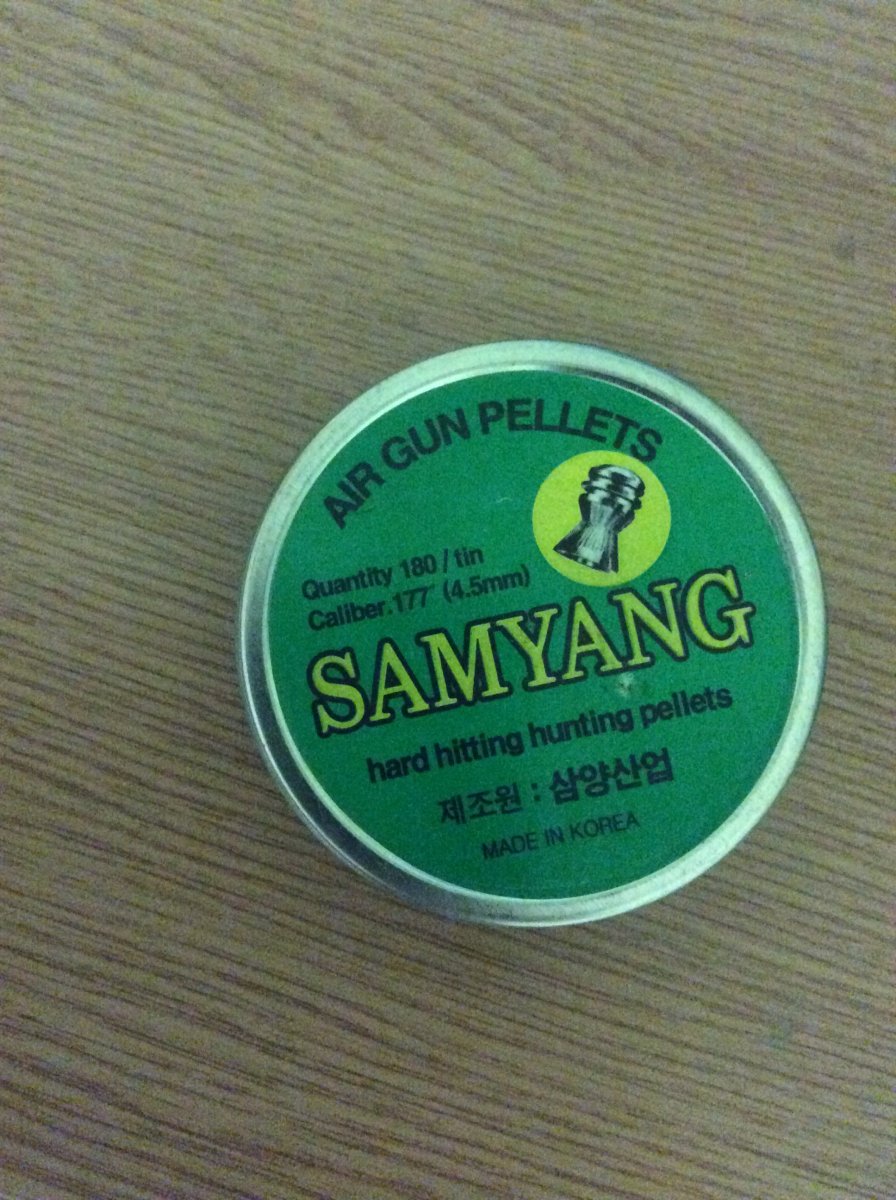 AIR GUN PELLETS
Quantity 180 / tin
Caliber.177" (4.5mm)
SAMYANG
hard hitting hunting pellets
제조원 : 삼양산업
MADE IN KOREA